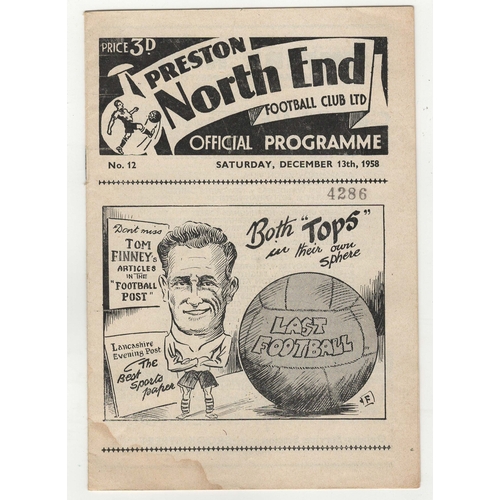 PRICE 3D
PRESTON
North End
FOOTBALL CLUB LTD
OFFICIAL PROGRAMME
No. 12
SATURDAY, DECEMBER 13th, 1958
4286
Dont miss
TOM
FINNEY'S
ARTICLES
IN THE
"FOOTBALL
POST"
Both "TOPS"
in their own
sphere
LAST
FOOTBALL
Lancashire
Evening Post
The
Best
Sports
paper
F